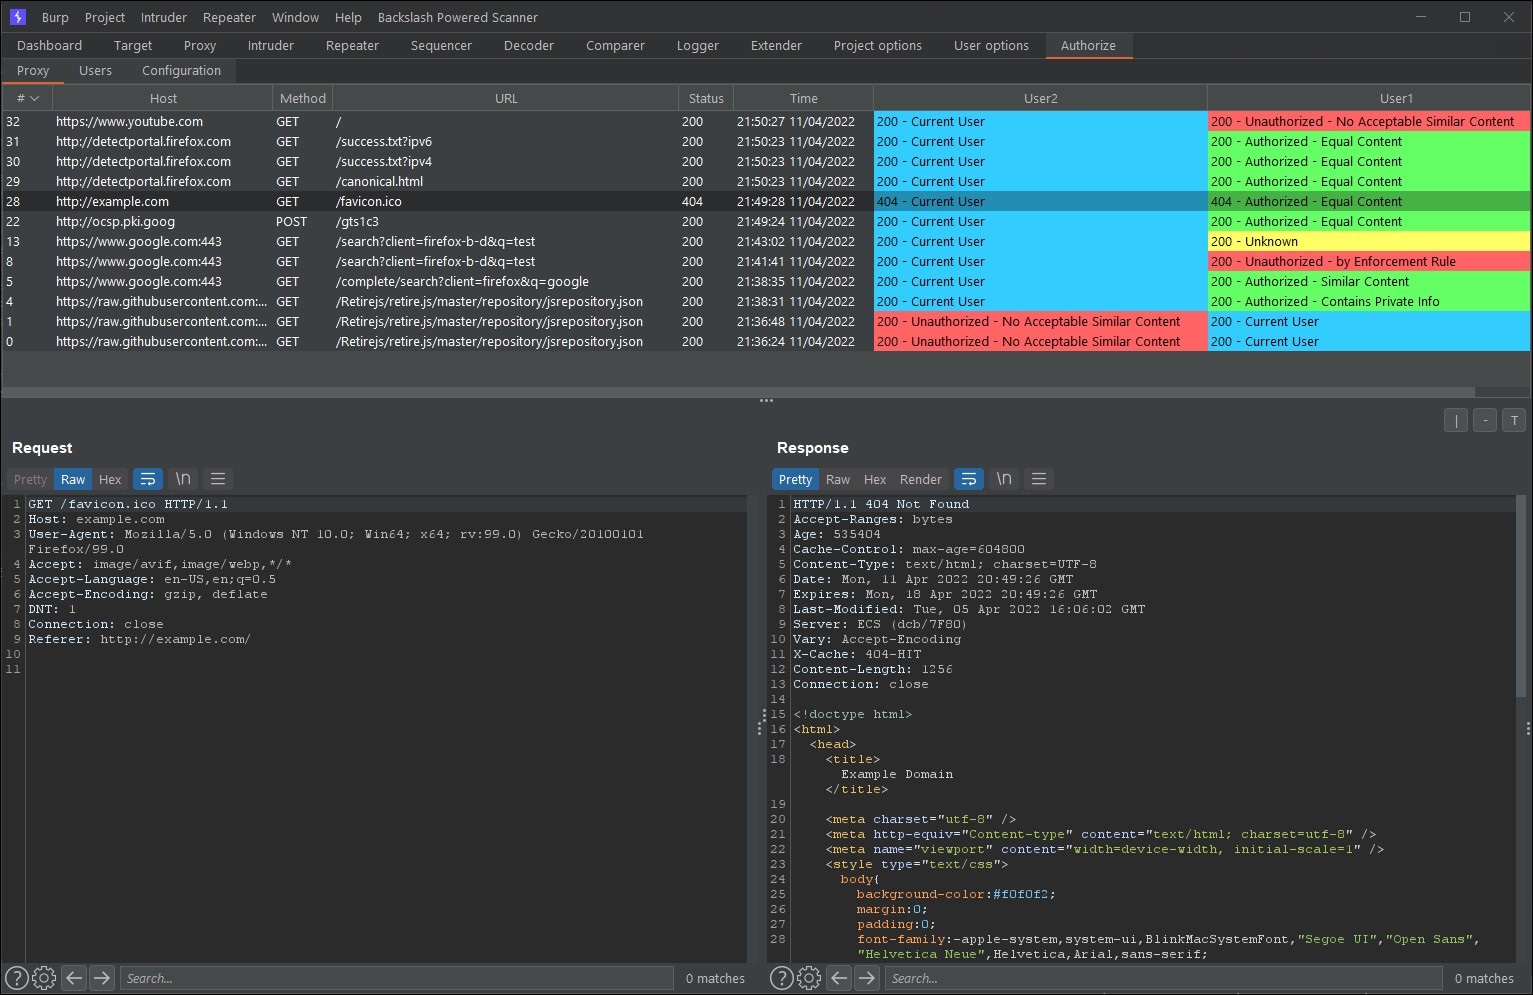 Burp Project Intruder Repeater Window Help Backslash Powered Scanner
Dashboard Target Proxy Intruder Repeater Sequencer Decoder Comparer Logger Extender Project options User options Authorize
Proxy Users Configuration
# Host Method URL Status Time User2 User1
32 https://www.youtube.com GET / 200 21:50:27 11/04/2022 200 - Current User 200 - Unauthorized - No Acceptable Similar Content
31 http://detectportal.firefox.com GET /success.txt?ipv6 200 21:50:23 11/04/2022 200 - Current User 200 - Authorized - Equal Content
30 http://detectportal.firefox.com GET /success.txt?ipv4 200 21:50:23 11/04/2022 200 - Current User 200 - Authorized - Equal Content
29 http://detectportal.firefox.com GET /canonical.html 200 21:50:23 11/04/2022 200 - Current User 200 - Authorized - Equal Content
28 http://example.com GET /favicon.ico 404 21:49:28 11/04/2022 404 - Current User 404 - Authorized - Equal Content
22 http://ocsp.pki.goog POST /gts1c3 200 21:49:24 11/04/2022 200 - Current User 200 - Authorized - Equal Content
13 https://www.google.com:443 GET /search?client=firefox-b-d&q=test 200 21:43:02 11/04/2022 200 - Current User 200 - Unknown
8 https://www.google.com:443 GET /search?client=firefox-b-d&q=test 200 21:41:41 11/04/2022 200 - Current User 200 - Unauthorized - by Enforcement Rule
5 https://www.google.com:443 GET /complete/search?client=firefox&q=google 200 21:38:35 11/04/2022 200 - Current User 200 - Authorized - Similar Content
4 https://raw.githubusercontent.com:... GET /Retirejs/retire.js/master/repository/jsrepository.json 200 21:38:31 11/04/2022 200 - Current User 200 - Authorized - Contains Private Info
1 https://raw.githubusercontent.com:... GET /Retirejs/retire.js/master/repository/jsrepository.json 200 21:36:48 11/04/2022 200 - Unauthorized - No Acceptable Similar Content 200 - Current User
0 https://raw.githubusercontent.com:... GET /Retirejs/retire.js/master/repository/jsrepository.json 200 21:36:24 11/04/2022 200 - Unauthorized - No Acceptable Similar Content 200 - Current User
| - T
Request
Pretty Raw Hex \n
1 GET /favicon.ico HTTP/1.1
2 Host: example.com
3 User-Agent: Mozilla/5.0 (Windows NT 10.0; Win64; x64; rv:99.0) Gecko/20100101
Firefox/99.0
4 Accept: image/avif,image/webp,*/*
5 Accept-Language: en-US,en;q=0.5
6 Accept-Encoding: gzip, deflate
7 DNT: 1
8 Connection: close
9 Referer: http://example.com/
10
11
? Search... 0 matches
Response
Pretty Raw Hex Render \n
1 HTTP/1.1 404 Not Found
2 Accept-Ranges: bytes
3 Age: 535404
4 Cache-Control: max-age=604800
5 Content-Type: text/html; charset=UTF-8
6 Date: Mon, 11 Apr 2022 20:49:26 GMT
7 Expires: Mon, 18 Apr 2022 20:49:26 GMT
8 Last-Modified: Tue, 05 Apr 2022 16:06:02 GMT
9 Server: ECS (dcb/7F80)
10 Vary: Accept-Encoding
11 X-Cache: 404-HIT
12 Content-Length: 1256
13 Connection: close
14
15 <!doctype html>
16 <html>
17 <head>
18 <title>
Example Domain
</title>
19
20 <meta charset="utf-8" />
21 <meta http-equiv="Content-type" content="text/html; charset=utf-8" />
22 <meta name="viewport" content="width=device-width, initial-scale=1" />
23 <style type="text/css">
24 body{
25 background-color:#f0f0f2;
26 margin:0;
27 padding:0;
28 font-family:-apple-system,system-ui,BlinkMacSystemFont,"Segoe UI","Open Sans",
"Helvetica Neue",Helvetica,Arial,sans-serif;
? Search... 0 matches